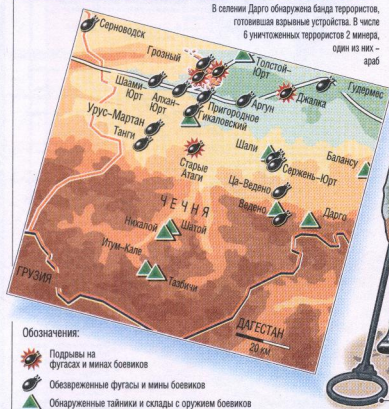 В селении Дарго обнаружена банда террористов,
готовившая взрывные устройства. В числе
6 уничтоженных террористов 2 минера,
один из них –
араб
Серноводск
Грозный
Толстой–
Юрт
Гудермес
Шаами–
Юрт
Алхан–
Юрт
Пригородное
Гикаловский
Аргун
Джалка
Урус–Мартан
Танги
Старые
Атаги
Шали
Сержень–Юрт
Баланcу
Ца–Ведено
Ведено
Дарго
ЧЕЧНЯ
Нихалой
Шатой
Итум–Кале
Тазбичи
ГРУЗИЯ
ДАГЕСТАН
20 км
Обозначения:
Подрывы на
фугасах и минах боевиков
Обезвреженные фугасы и мины боевиков
Обнаруженные тайники и склады с оружием боевиков